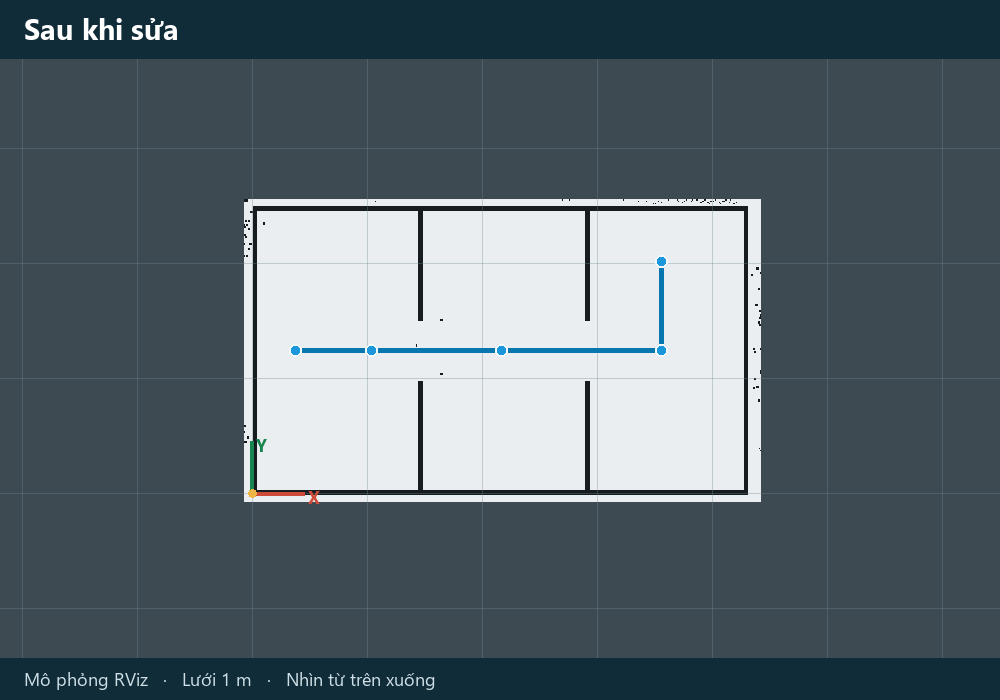 Sau khi sửa
Y
X
Mô phỏng RViz · Lưới 1 m · Nhìn từ trên xuống